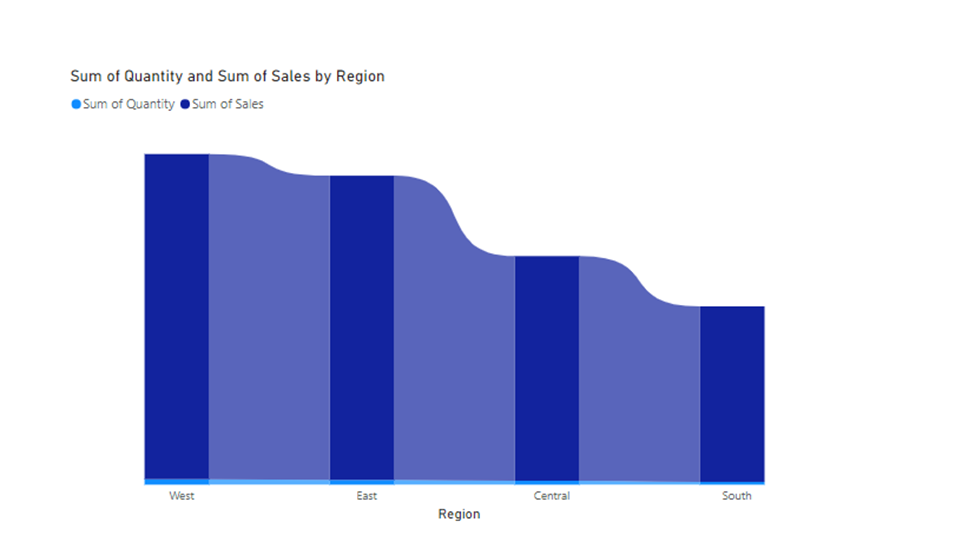 Sum of Quantity and Sum of Sales by Region
Sum of Quantity Sum of Sales
West East Central South
Region